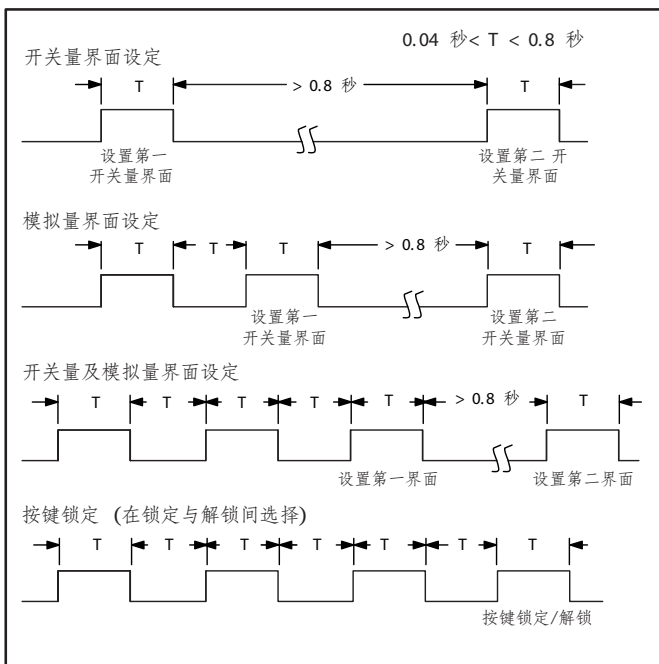 0.04 秒< T < 0.8 秒
开关量界面设定
T > 0.8 秒 T
设置第一 设置第二 开
开关量界面 关量界面
模拟量界面设定
T T T > 0.8 秒 T
设置第一 设置第二
开关量界面 开关量界面
开关量及模拟量界面设定
T T T T T > 0.8 秒 T
设置第一界面 设置第二界面
按键锁定 (在锁定与解锁间选择)
T T T T T T T
按键锁定/解锁